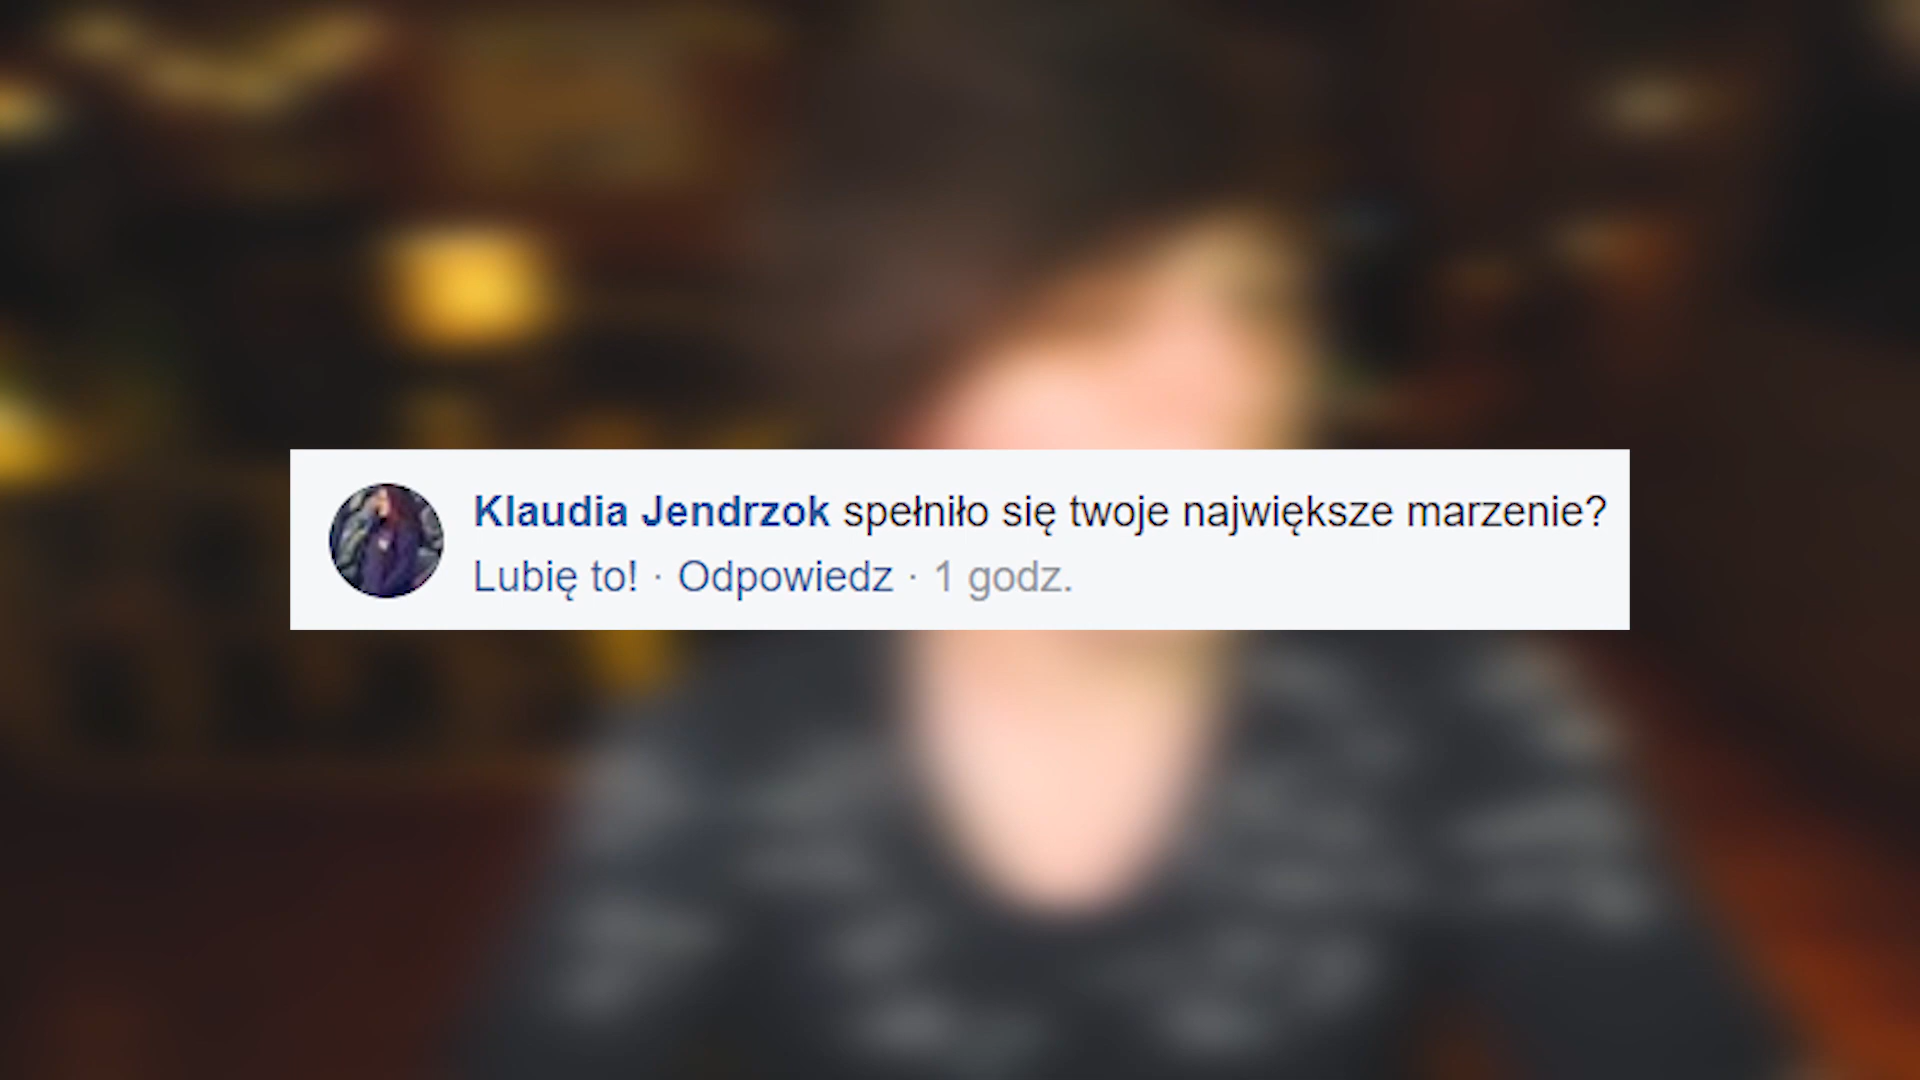 Klaudia Jendrzok spełniło się twoje największe marzenie?
Lubię to! · Odpowiedz · 1 godz.